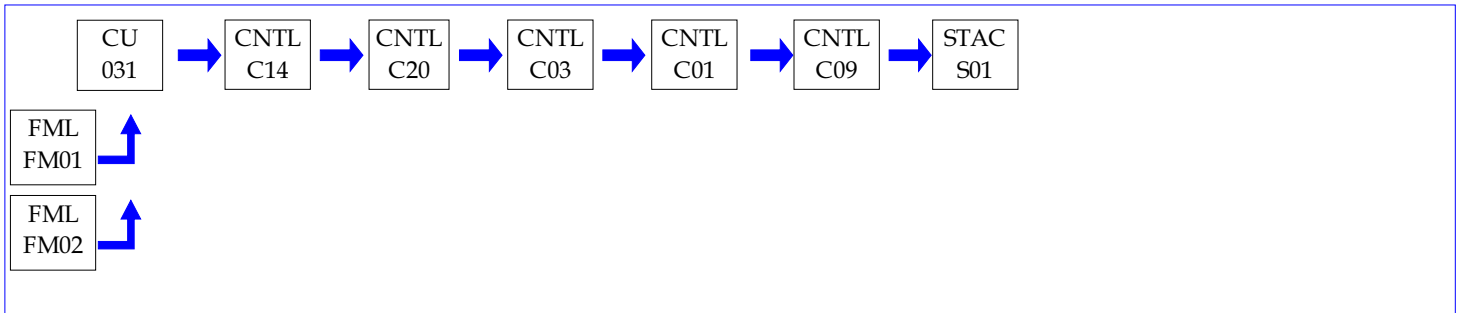 CU
031
CNTL
C14
CNTL
C20
CNTL
C03
CNTL
C01
CNTL
C09
STAC
S01
FML
FM01
FML
FM02